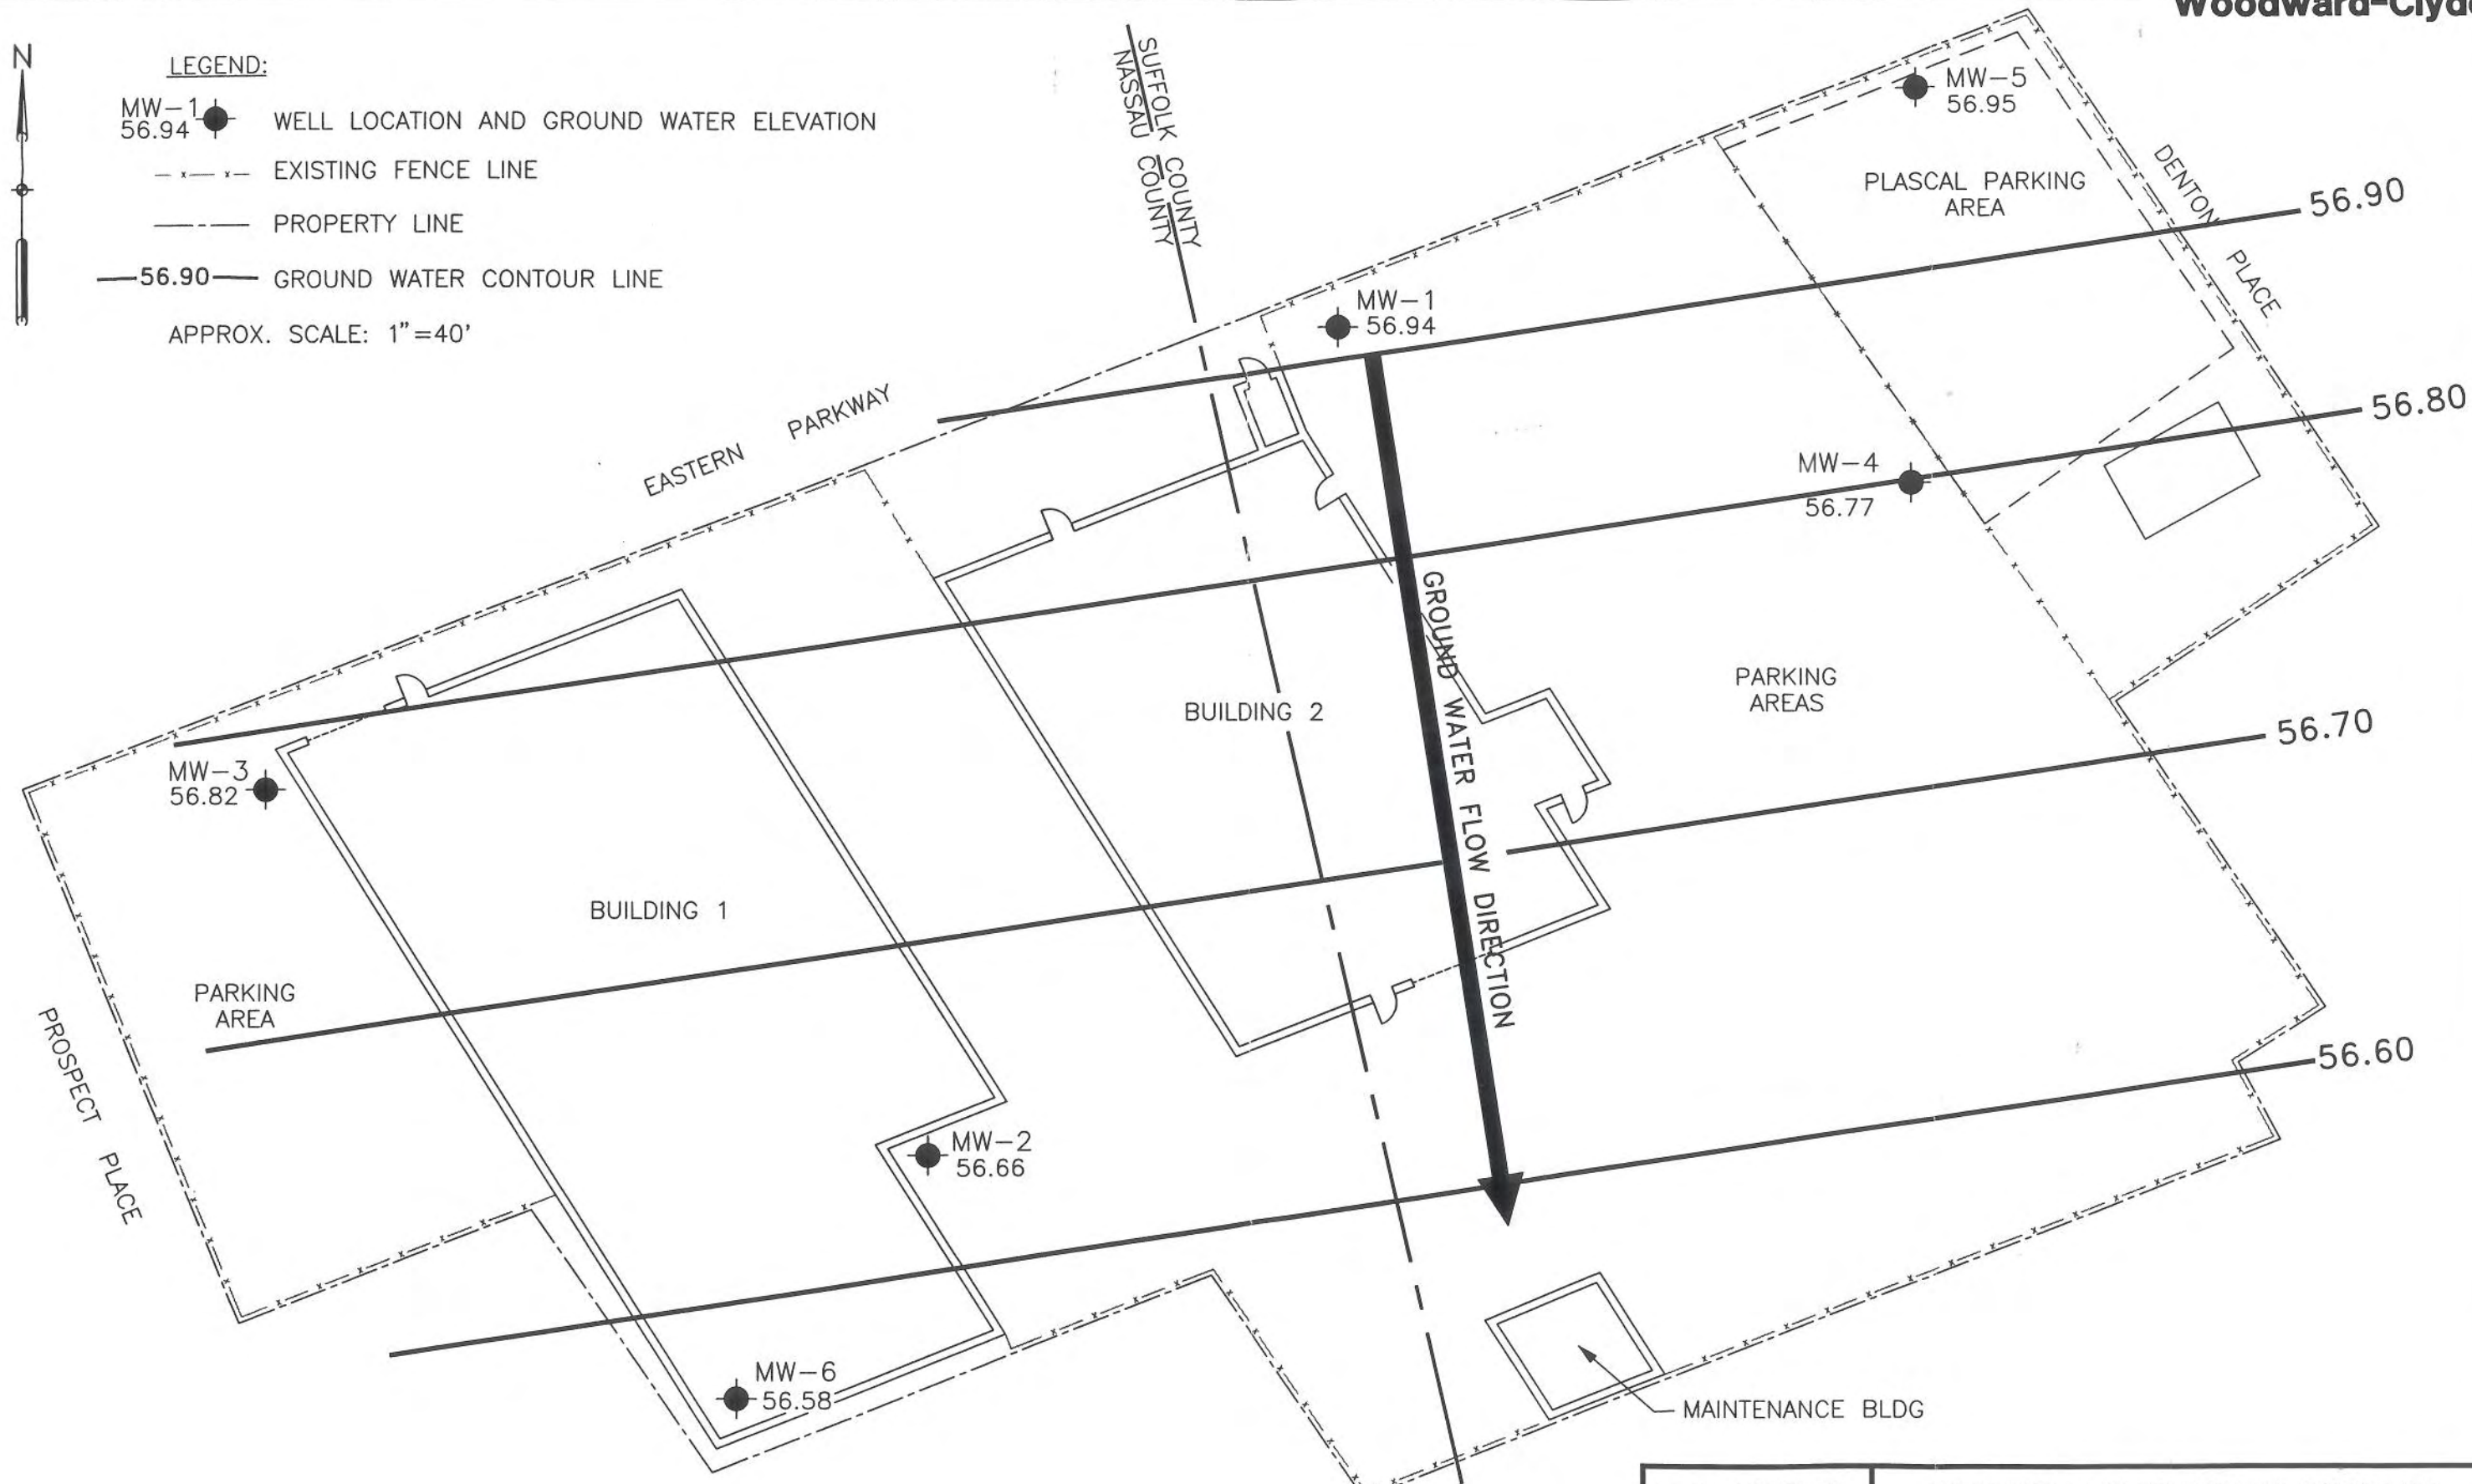 N
LEGEND:
MW-1
56.94
WELL LOCATION AND GROUND WATER ELEVATION
EXISTING FENCE LINE
PROPERTY LINE
56.90
GROUND WATER CONTOUR LINE
APPROX. SCALE: 1"=40'
SUFFOLK COUNTY
NASSAU COUNTY
MW-5
56.95
PLASCAL PARKING
AREA
DENTON PLACE
56.90
MW-1
56.94
EASTERN PARKWAY
56.80
MW-4
56.77
GROUND WATER FLOW DIRECTION
PARKING
AREAS
BUILDING 2
56.70
MW-3
56.82
BUILDING 1
PARKING
AREA
PROSPECT PLACE
56.60
MW-2
56.66
MW-6
56.58
MAINTENANCE BLDG